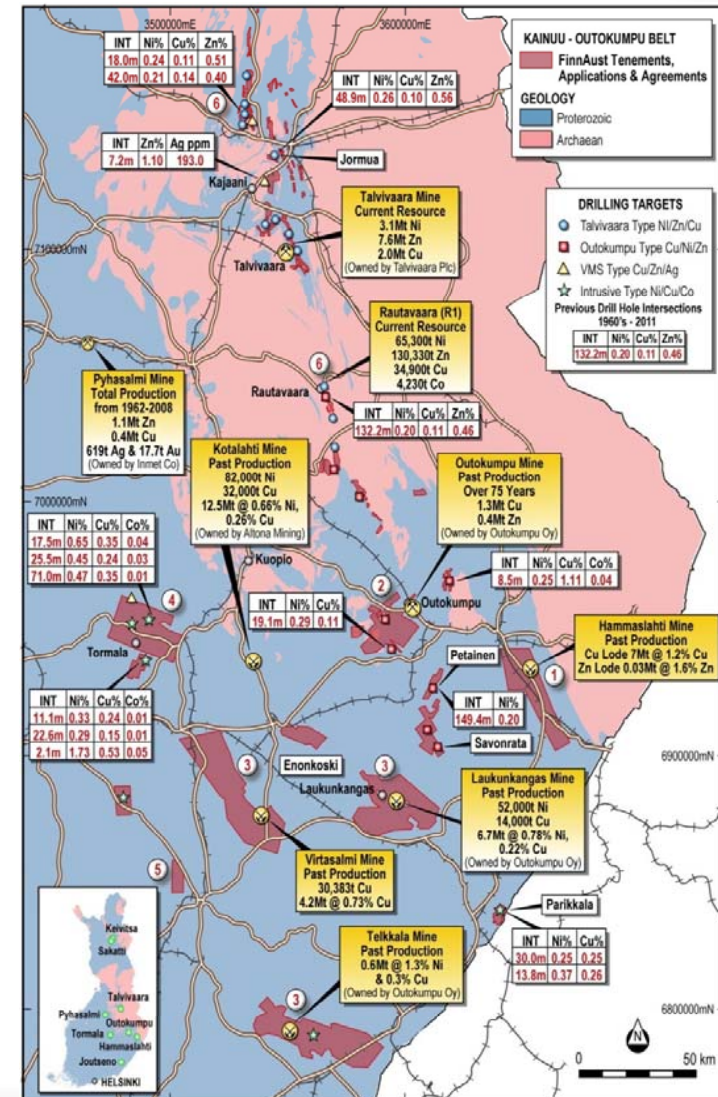 3500000mE
3600000mE
INT Ni% Cu% Zn%
18.0m 0.24 0.11 0.51
42.0m 0.21 0.14 0.40
6
INT Ni% Cu% Zn%
48.9m 0.26 0.10 0.56
KAINUU - OUTOKUMPU BELT
FinnAust Tenements,
Applications & Agreements
GEOLOGY
Proterozoic
Archaean
INT Zn% Ag ppm
7.2m 1.10 193.0
Jormua
Kajaani
DRILLING TARGETS
Talvivaara Type NI/Zn/Cu
Outokumpu Type Cu/Ni/Zn
VMS Type Cu/Zn/Ag
Intrusive Type Ni/Cu/Co
Previous Drill Hole Intersections
1960's - 2011
132.2m 0.20 0.11 0.46
INT Ni% Cu% Zn%
Talvivaara Mine
Current Resource
3.1Mt Ni
7.6Mt Zn
2.0Mt Cu
(Owned by Talvivaara Plc)
7100000mN
Talvivaara
Rautavaara (R1)
Current Resource
65,300t Ni
130,330t Zn
34,900t Cu
4,230t Co
6
Rautavaara
INT Ni% Cu% Zn%
132.2m 0.20 0.11 0.46
Pyhasalmi Mine
Total Production
from 1962-2008
1.1Mt Zn
0.4Mt Cu
619t Ag & 17.7t Au
(Owned by Inmet Co)
Kotalahti Mine
Past Production
82,000t Ni
32,000t Cu
12.5Mt @ 0.66% Ni,
0.26% Cu
(Owned by Altona Mining)
Outokumpu Mine
Past Production
Over 75 Years
1.3Mt Cu
0.4Mt Zn
(Owned by Outokumpu Oy)
7000000mN
INT Ni% Cu% Co%
17.5m 0.65 0.35 0.04
25.5m 0.45 0.24 0.03
71.0m 0.47 0.35 0.01
Kuopio
INT Ni% Cu% Co%
8.5m 0.25 1.11 0.04
4
2
Outokumpu
INT Ni% Cu%
19.1m 0.29 0.11
Tormala
Hammaslahti Mine
Past Production
Cu Lode 7Mt @ 1.2% Cu
Zn Lode 0.03Mt @ 1.6% Zn
1
Petainen
INT Ni%
149.4m 0.20
INT Ni% Cu% Co%
11.1m 0.33 0.24 0.01
22.6m 0.29 0.15 0.01
2.1m 1.73 0.53 0.05
Savonrata
6900000mN
3
Enonkoski
3
Laukunkangas
Laukunkangas Mine
Past Production
52,000t Ni
14,000t Cu
6.7Mt @ 0.78% Ni,
0.22% Cu
(Owned by Outokumpu Oy)
Virtasalmi Mine
Past Production
30,383t Cu
4.2Mt @ 0.73% Cu
5
Parikkala
INT Ni% Cu%
30.0m 0.25 0.25
13.8m 0.37 0.26
Telkkala Mine
Past Production
0.6Mt @ 1.3% Ni
& 0.3% Cu
(Owned by Outokumpu Oy)
3
6800000mN
Keivitsa
Sakatti
Talvivaara
Pyhasalmi
Outokumpu
Tormala
Hammaslahti
Joutseno
HELSINKI
N
0 50 km